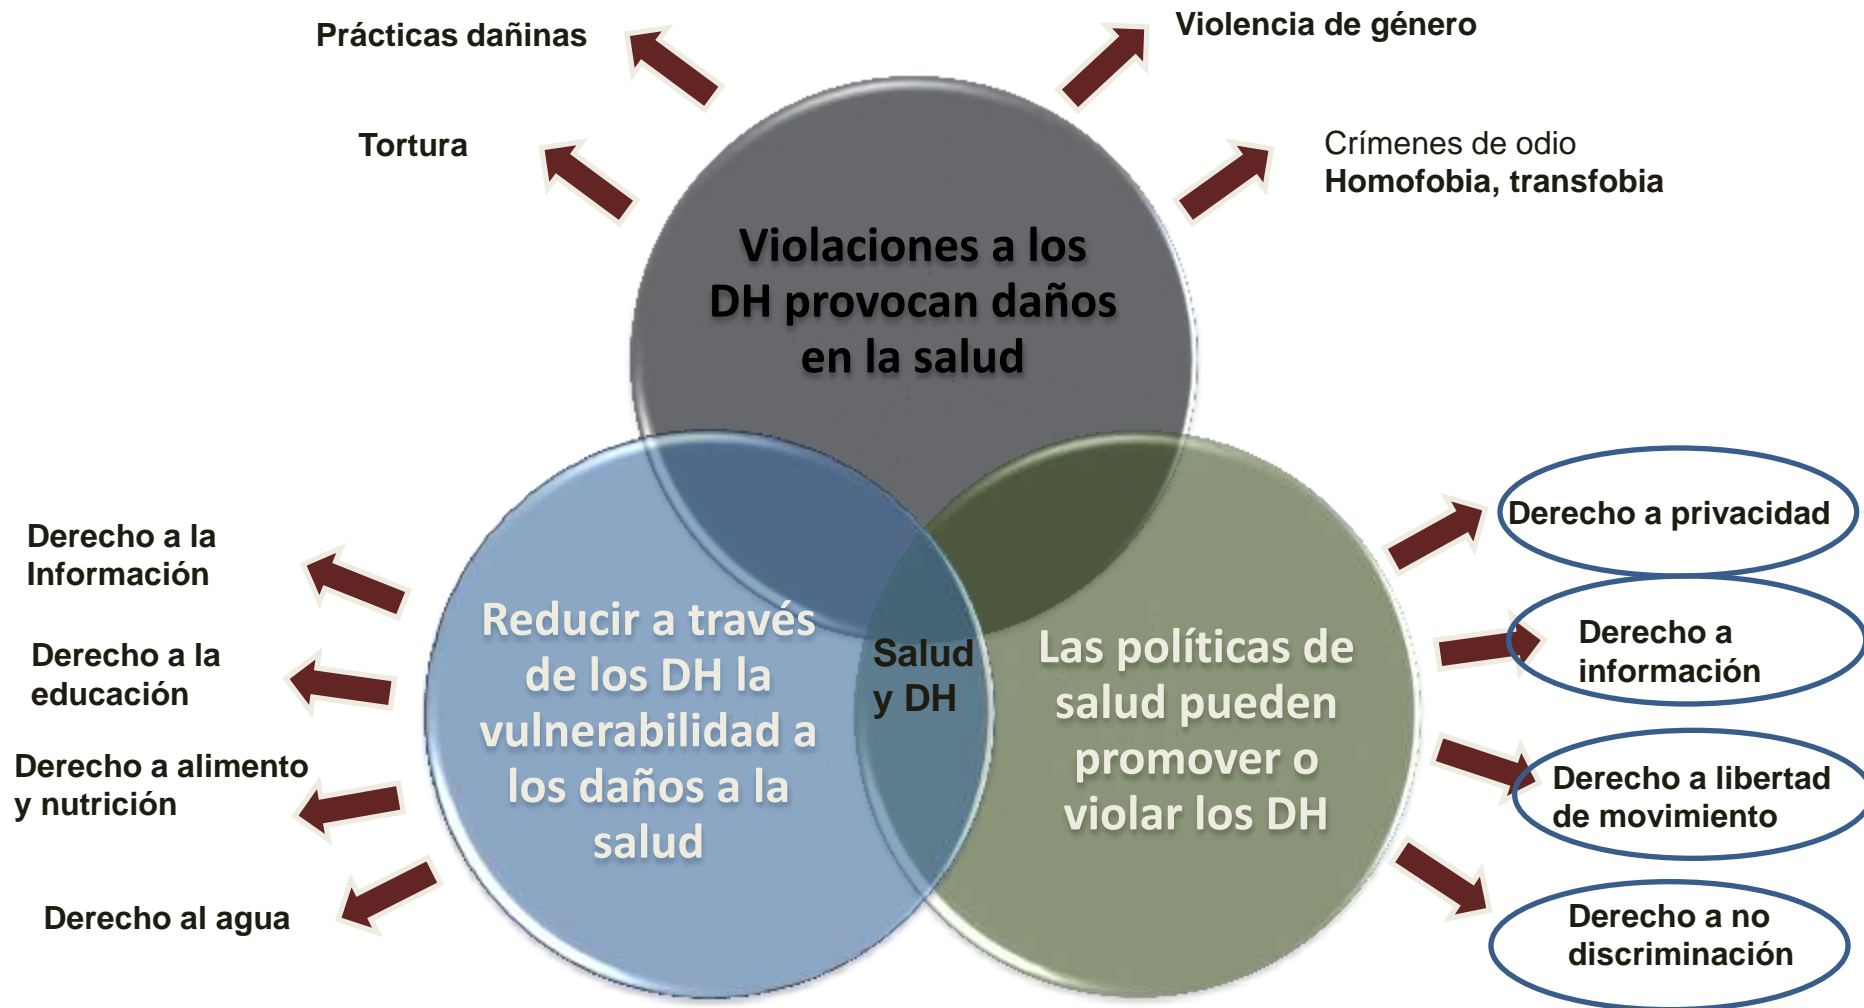 Prácticas dañinas
Violencia de género
Tortura
Crímenes de odio
Homofobia, transfobia
Violaciones a los
DH provocan daños
en la salud
Derecho a la
Información
Derecho a la
educación
Derecho a alimento
y nutrición
Derecho al agua
Reducir a través
de los DH la
vulnerabilidad a
los daños a la
salud
Salud
y DH
Las políticas de
salud pueden
promover o
violar los DH
Derecho a privacidad
Derecho a
información
Derecho a libertad
de movimiento
Derecho a no
discriminación